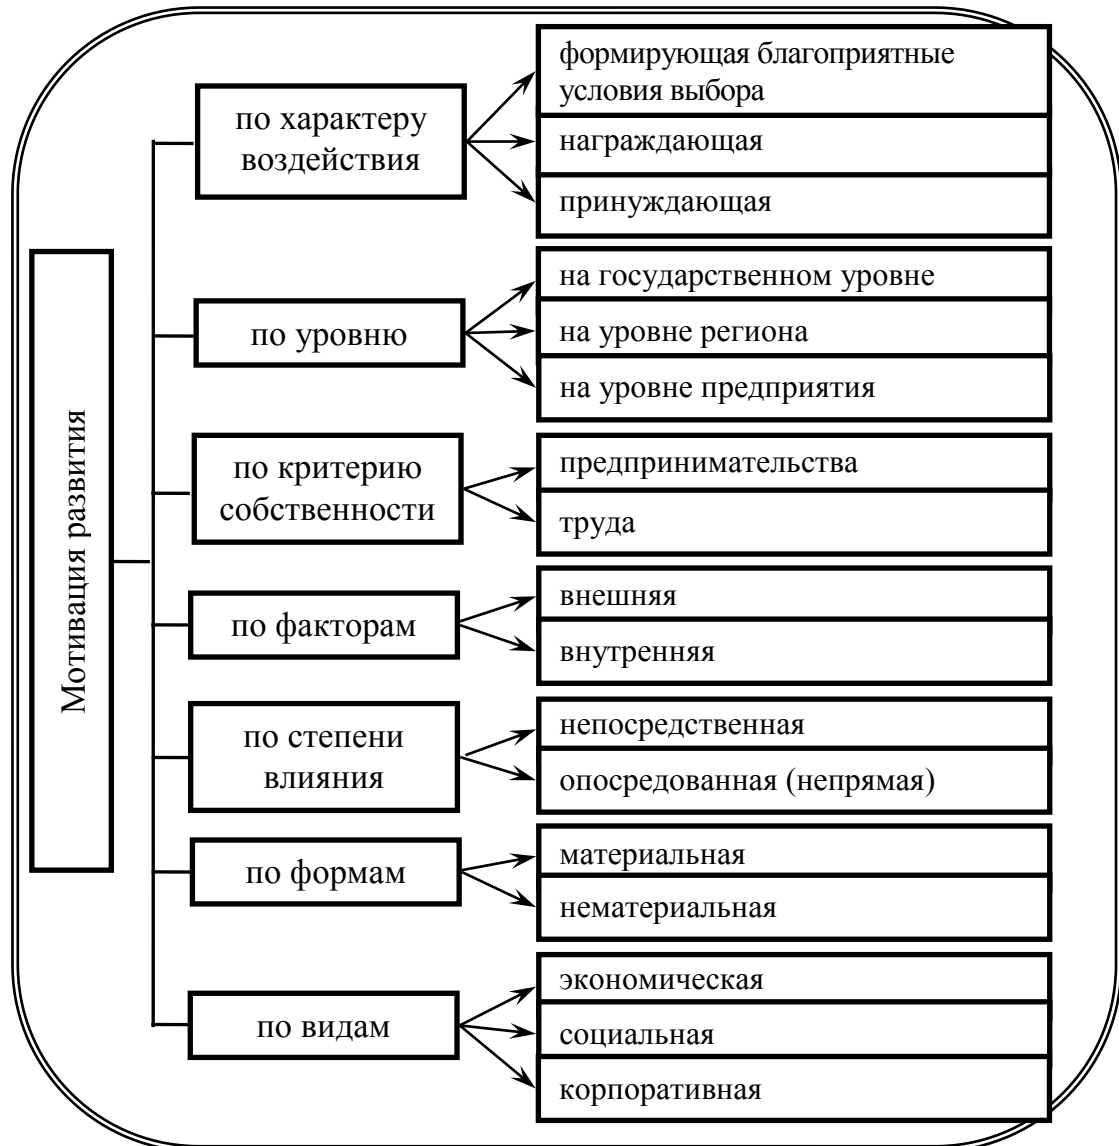 Мотивация развития
по характеру
воздействия
формирующая благоприятные
условия выбора
награждающая
принуждающая
по уровню
на государственном уровне
на уровне региона
на уровне предприятия
по критерию
собственности
предпринимательства
труда
по факторам
внешняя
внутренняя
по степени
влияния
непосредственная
опосредованная (непрямая)
по формам
материальная
нематериальная
по видам
экономическая
социальная
корпоративная